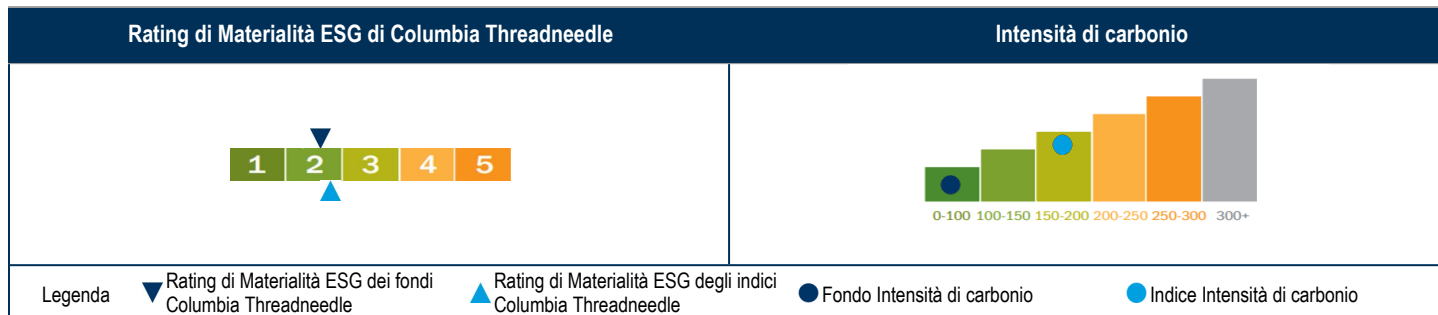 Rating di Materialità ESG di Columbia Threadneedle
Intensità di carbonio
1 2 3 4 5
0-100 100-150 150-200 200-250 250-300 300+
Legenda
Rating di Materialità ESG dei fondi
Columbia Threadneedle
Rating di Materialità ESG degli indici
Columbia Threadneedle
Fondo Intensità di carbonio
Indice Intensità di carbonio